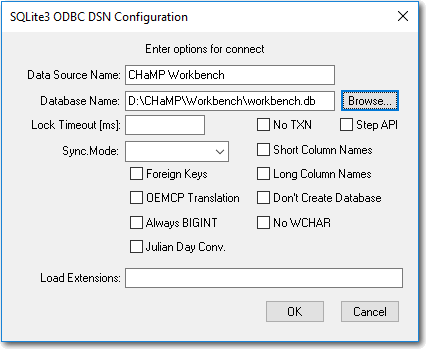 SQLite3 ODBC DSN Configuration
Enter options for connect
Data Source Name: CHaMP Workbench
Database Name: D:\CHaMP\Workbench\workbench.db Browse...
Lock Timeout [ms]: No TXN Step API
Sync.Mode: Short Column Names
Foreign Keys Long Column Names
OEMCP Translation Don't Create Database
Always BIGINT No WCHAR
Julian Day Conv.
Load Extensions:
OK Cancel